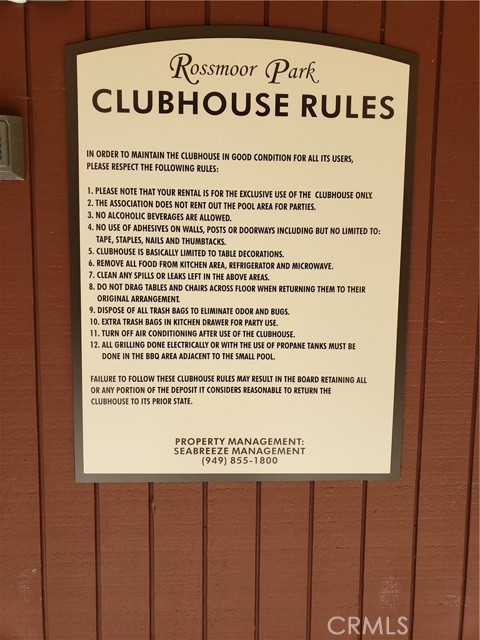 Rossmoor Park
CLUBHOUSE RULES
IN ORDER TO MAINTAIN THE CLUBHOUSE IN GOOD CONDITION FOR ALL ITS USERS,
PLEASE RESPECT THE FOLLOWING RULES:
1. PLEASE NOTE THAT YOUR RENTAL IS FOR THE EXCLUSIVE USE OF THE CLUBHOUSE ONLY.
2. THE ASSOCIATION DOES NOT RENT OUT THE POOL AREA FOR PARTIES.
3. NO ALCOHOLIC BEVERAGES ARE ALLOWED.
4. NO USE OF ADHESIVES ON WALLS, POSTS OR DOORWAYS INCLUDING BUT NO LIMITED TO:
TAPE, STAPLES, NAILS AND THUMBTACKS.
5. CLUBHOUSE IS BASICALLY LIMITED TO TABLE DECORATIONS.
6. REMOVE ALL FOOD FROM KITCHEN AREA, REFRIGERATOR AND MICROWAVE.
7. CLEAN ANY SPILLS OR LEAKS LEFT IN THE ABOVE AREAS.
8. DO NOT DRAG TABLES AND CHAIRS ACROSS FLOOR WHEN RETURNING THEM TO THEIR
ORIGINAL ARRANGEMENT.
9. DISPOSE OF ALL TRASH BAGS TO ELIMINATE ODOR AND BUGS.
10. EXTRA TRASH BAGS IN KITCHEN DRAWER FOR PARTY USE.
11. TURN OFF AIR CONDITIONING AFTER USE OF THE CLUBHOUSE.
12. ALL GRILLING DONE ELECTRICALLY OR WITH THE USE OF PROPANE TANKS MUST BE
DONE IN THE BBQ AREA ADJACENT TO THE SMALL POOL.
FAILURE TO FOLLOW THESE CLUBHOUSE RULES MAY RESULT IN THE BOARD RETAINING ALL
OR ANY PORTION OF THE DEPOSIT IT CONSIDERS REASONABLE TO RETURN THE
CLUBHOUSE TO ITS PRIOR STATE.
PROPERTY MANAGEMENT:
SEABREEZE MANAGEMENT
(949) 855-1800
CRMLS